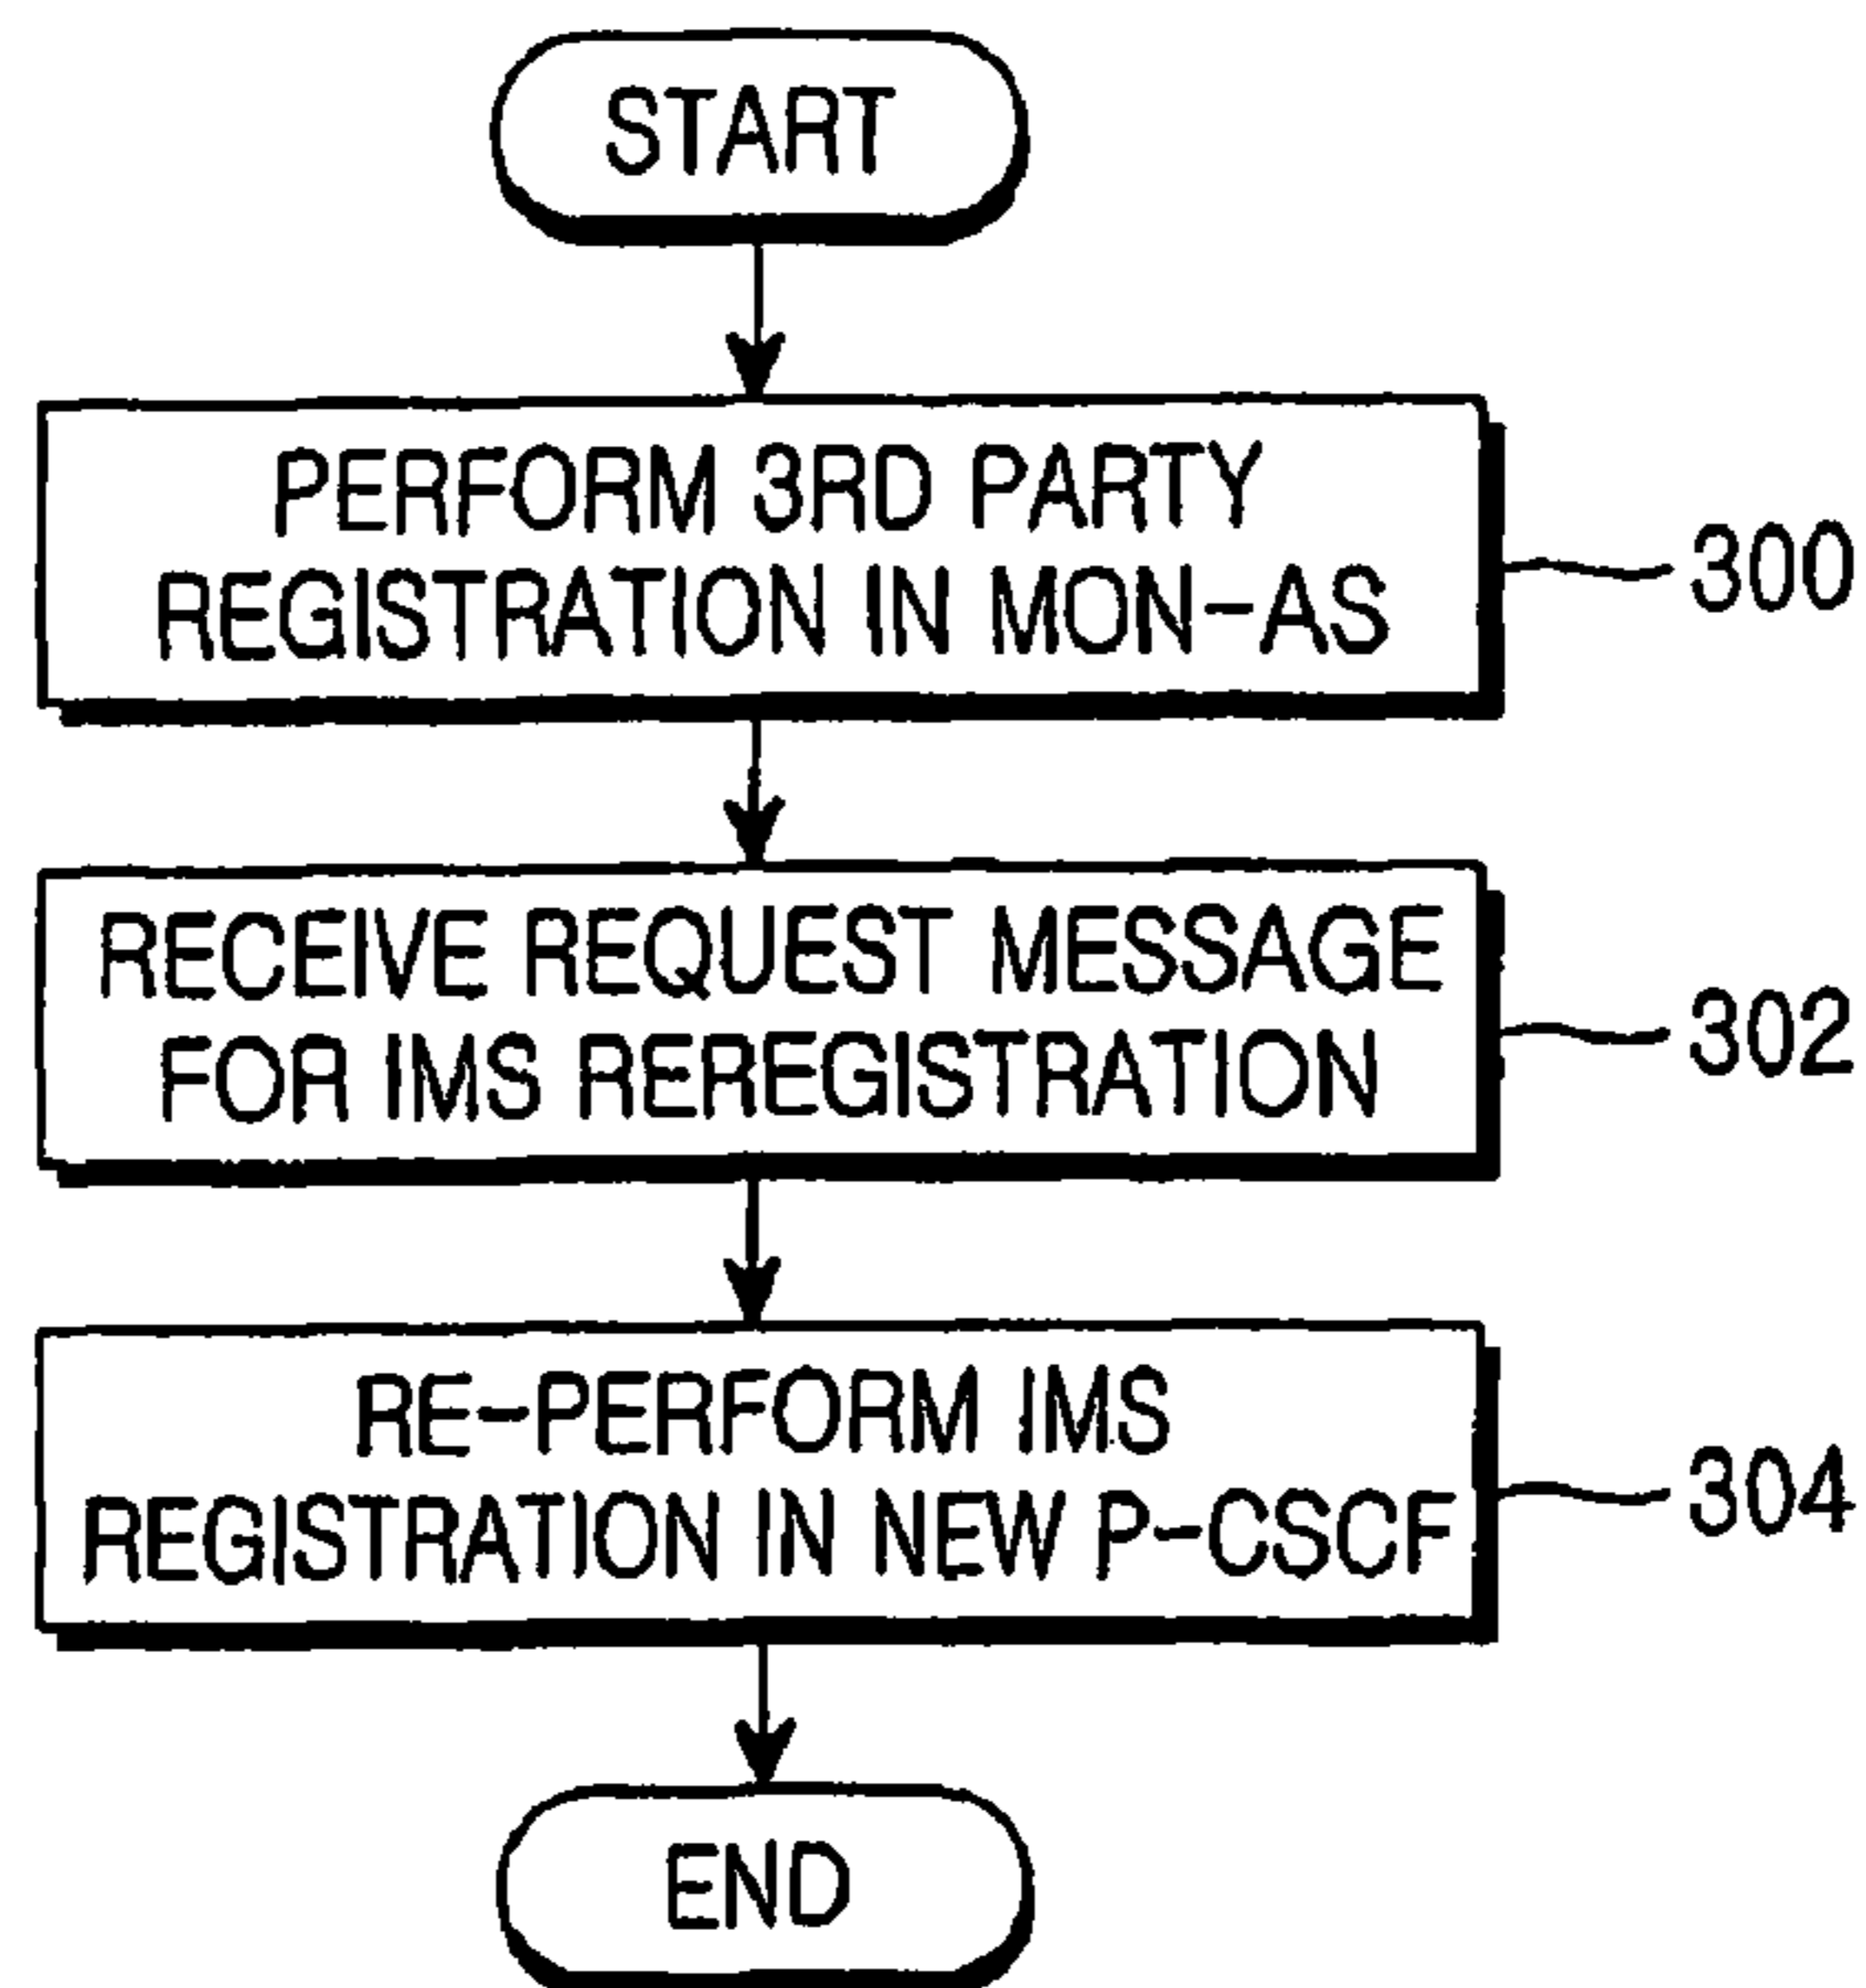 START
PERFORM 3RD PARTY
REGISTRATION IN MON-AS
300
RECEIVE REQUEST MESSAGE
FOR IMS REREGISTRATION
302
RE-PERFORM IMS
REGISTRATION IN NEW P-CSCF
304
END